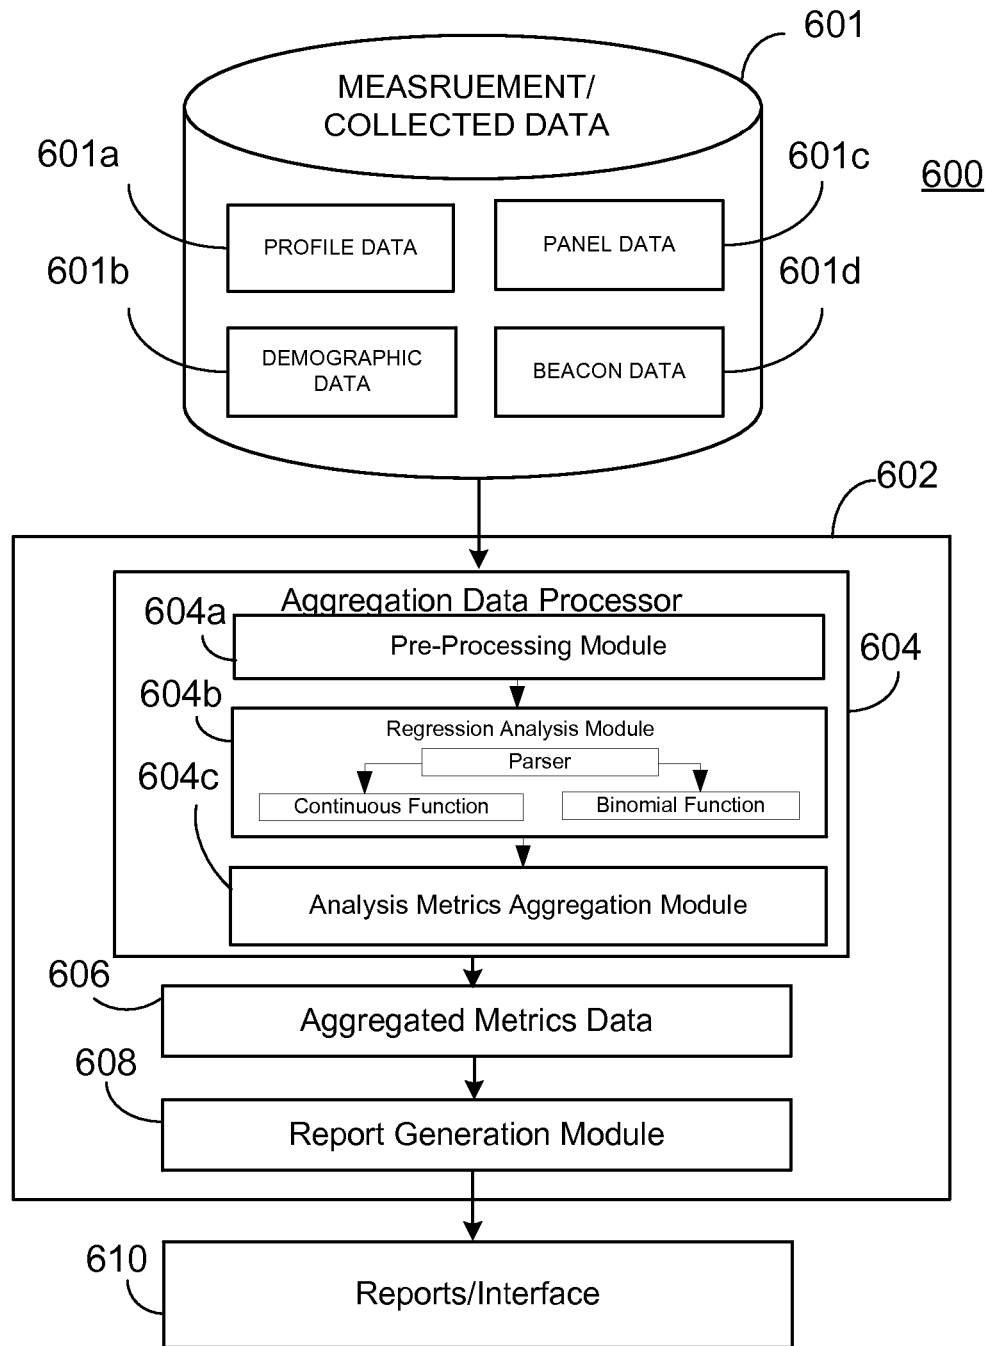 601
MEASRUEMENT/
COLLECTED DATA
601a
601c
600
PROFILE DATA
PANEL DATA
601b
601d
DEMOGRAPHIC
DATA
BEACON DATA
602
Aggregation Data Processor
604a
Pre-Processing Module
604
604b
Regression Analysis Module
Parser
604c
Continuous Function
Binomial Function
Analysis Metrics Aggregation Module
606
Aggregated Metrics Data
608
Report Generation Module
610
Reports/Interface